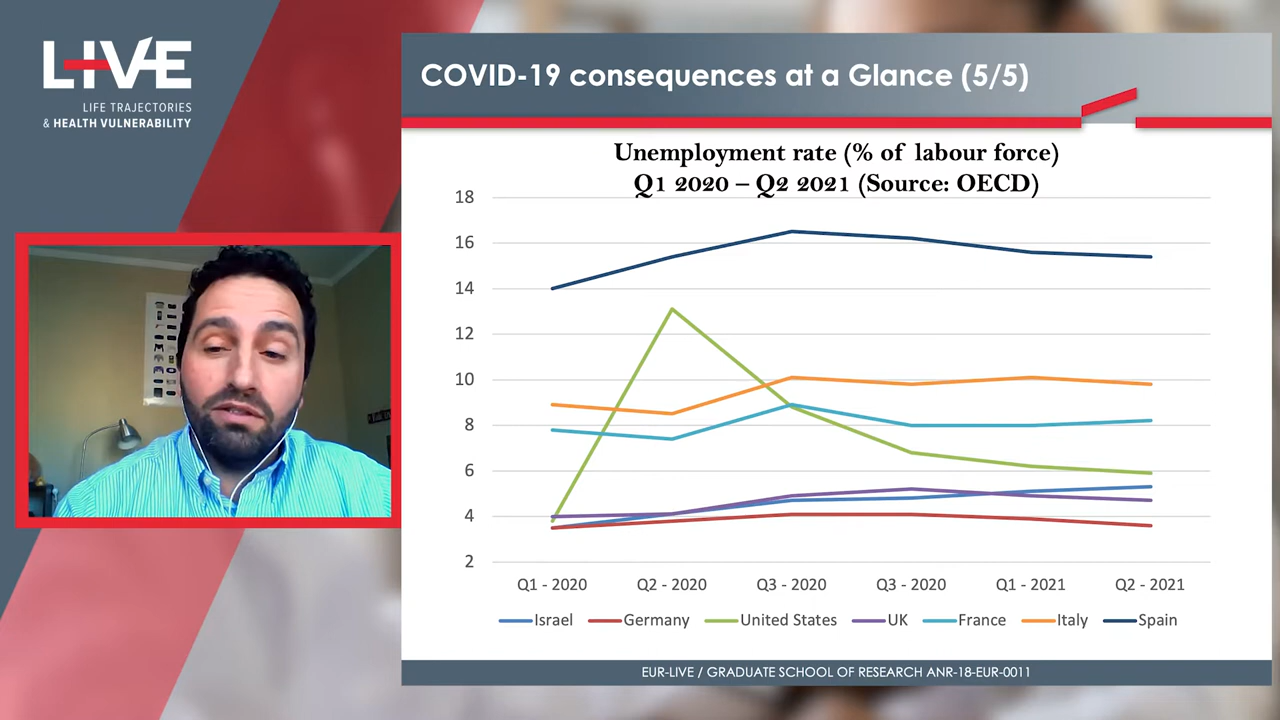 LIVE
LIFE TRAJECTORIES
& HEALTH VULNERABILITY
COVID-19 consequences at a Glance (5/5)
Unemployment rate (% of labour force)
Q1 2020 – Q2 2021 (Source: OECD)
18
16
14
12
10
8
6
4
2
Q1 - 2020 Q2 - 2020 Q3 - 2020 Q3 - 2020 Q1 - 2021 Q2 - 2021
Israel Germany United States UK France Italy Spain
EUR-LIVE / GRADUATE SCHOOL OF RESEARCH ANR-18-EUR-0011